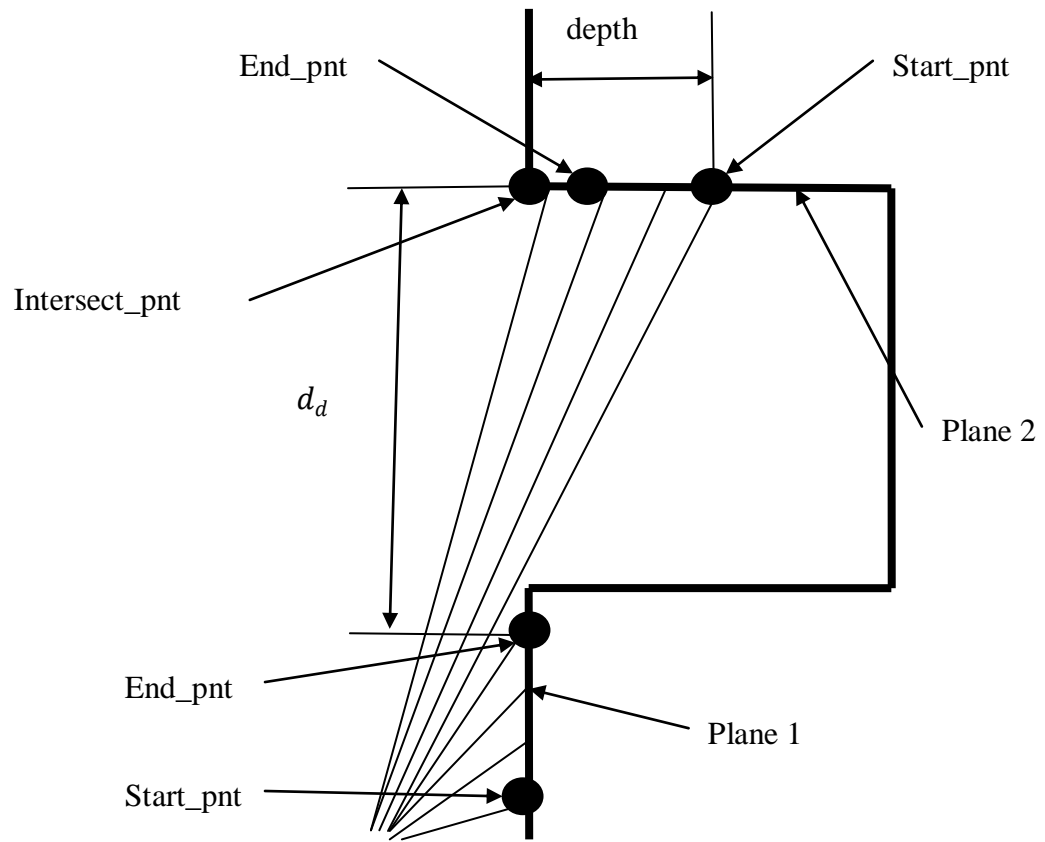 depth
End_pnt
Start_pnt
Intersect_pnt
d_d
Plane 2
End_pnt
Plane 1
Start_pnt